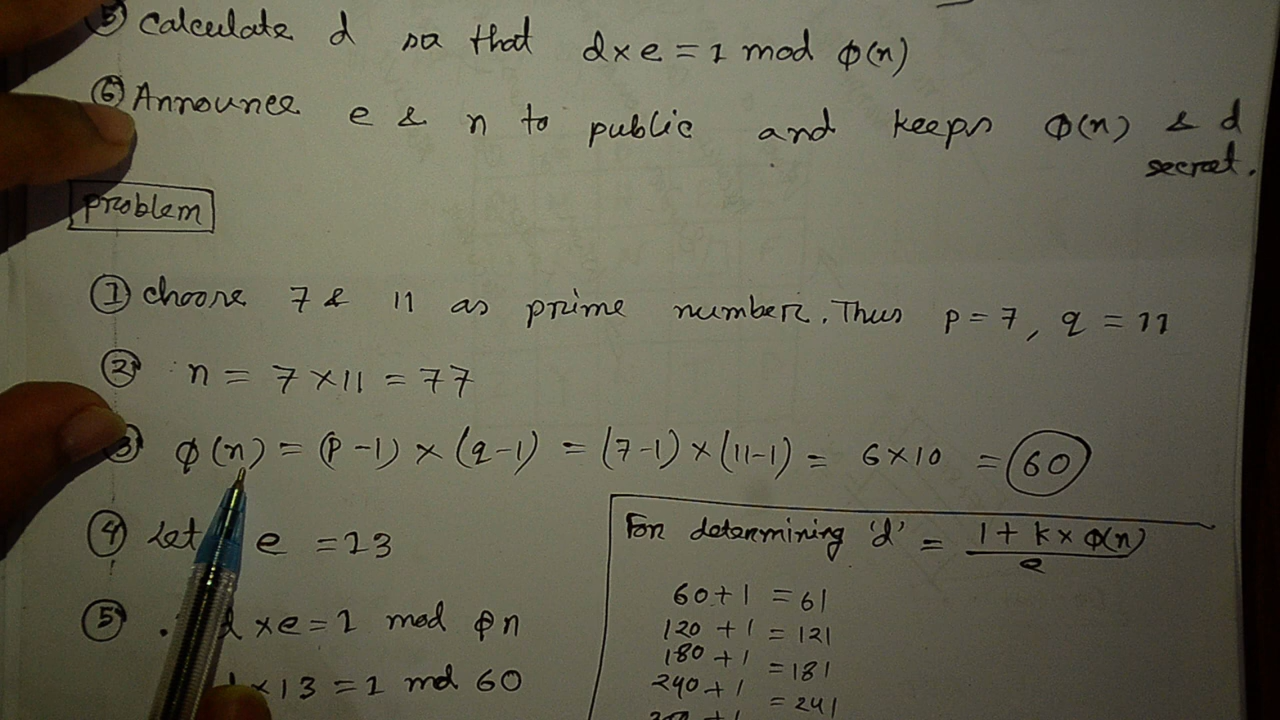 ⑤ Calculate d so that d×e = 1 mod φ(n)
⑥ Announce e & n to public and keeps φ(n) & d
secret.
Problem
① choose 7 & 11 as prime number. Thus p = 7, q = 11
② n = 7×11 = 77
③ φ(n) = (p-1) × (q-1) = (7-1) × (11-1) = 6×10 = 60
④ Let e = 13
For determining 'd' = 1 + k × φ(n) / e
60+1 = 61
⑤ d×e = 1 mod φn
120+1 = 121
180+1 = 181
d×13 = 1 md 60
240+1 = 241